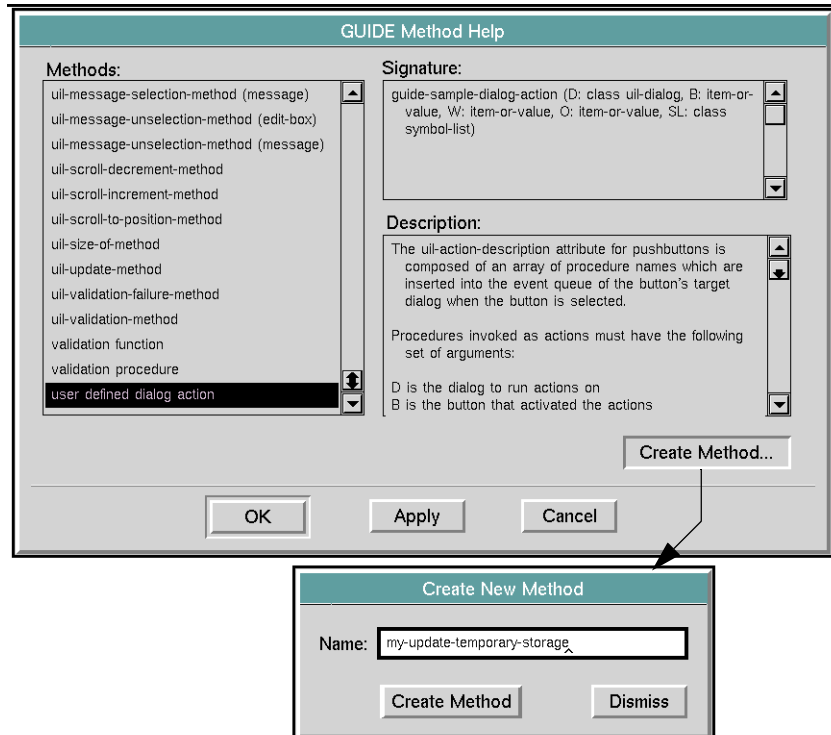 GUIDE Method Help
Methods:
uil-message-selection-method (message)
uil-message-unselection-method (edit-box)
uil-message-unselection-method (message)
uil-scroll-decrement-method
uil-scroll-increment-method
uil-scroll-to-position-method
uil-size-of-method
uil-update-method
uil-validation-failure-method
uil-validation-method
validation function
validation procedure
user defined dialog action
Signature:
guide-sample-dialog-action (D: class uil-dialog, B: item-or-
value, W: item-or-value, O: item-or-value, SL: class
symbol-list)
Description:
The uil-action-description attribute for pushbuttons is
composed of an array of procedure names which are
inserted into the event queue of the button's target
dialog when the button is selected.
Procedures invoked as actions must have the following
set of arguments:
D is the dialog to run actions on
B is the button that activated the actions
Create Method...
OK
Apply
Cancel
Create New Method
Name: my-update-temporary-storage
Create Method
Dismiss